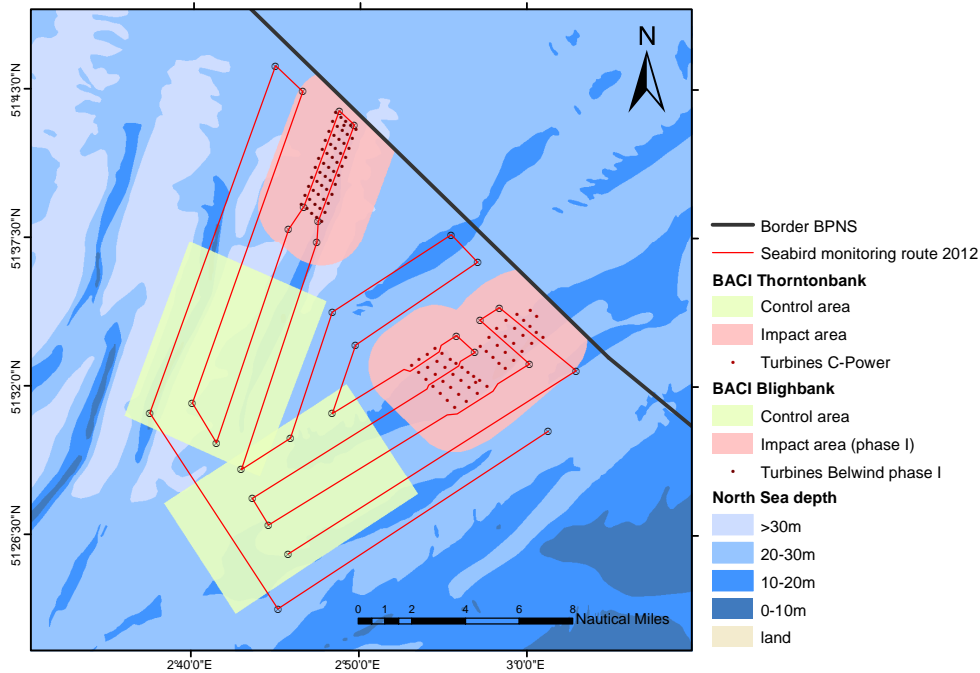 N
51°43'0"N
51°37'30"N
51°32'0"N
51°26'30"N
0 1 2 4 6 8
Nautical Miles
2°40'0"E
2°50'0"E
3°0'0"E
Border BPNS
Seabird monitoring route 2012
BACI Thorntonbank
Control area
Impact area
Turbines C-Power
BACI Blighbank
Control area
Impact area (phase I)
Turbines Belwind phase I
North Sea depth
>30m
20-30m
10-20m
0-10m
land